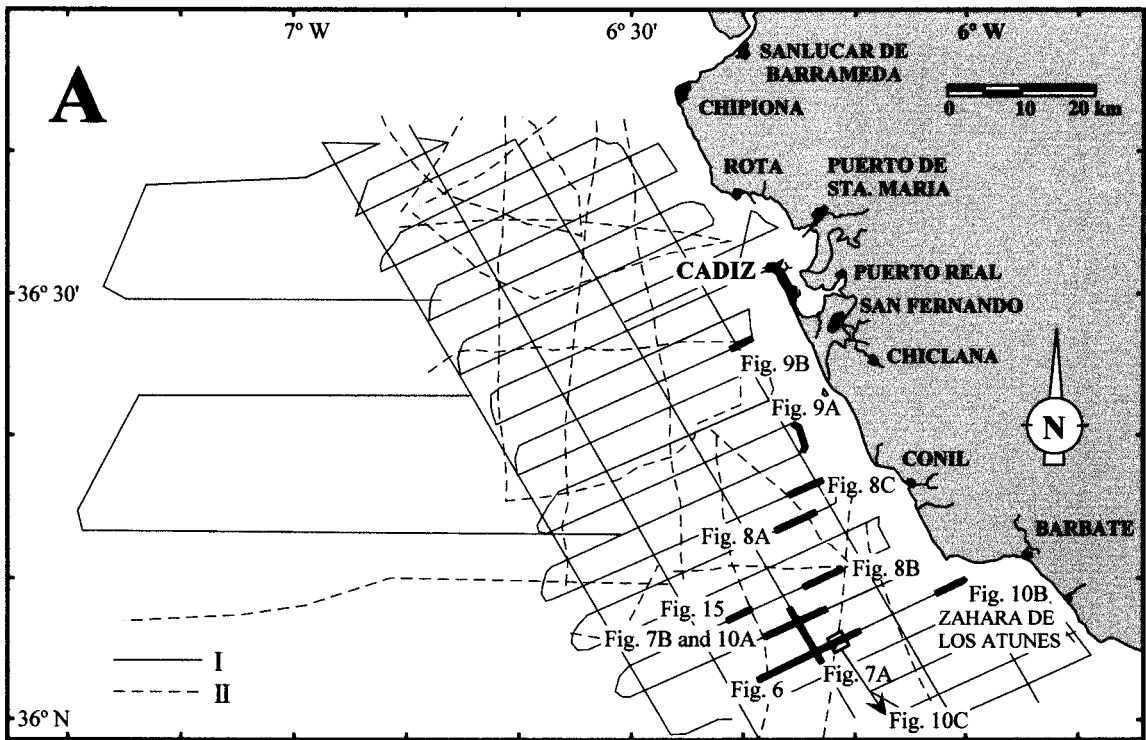 7° W
6° 30'
6° W
A
SANLUCAR DE
BARRAMEDA
CHIPIONA
0 10 20 km
ROTA
PUERTO DE
STA. MARIA
CADIZ
PUERTO REAL
36° 30'
SAN FERNANDO
CHICLANA
Fig. 9B
Fig. 9A
N
CONIL
Fig. 8C
Fig. 8A
BARBATE
Fig. 8B
Fig. 15
Fig. 10B
ZAHARA DE
LOS ATUNES
Fig. 7B and 10A
I
II
Fig. 6
Fig. 7A
Fig. 10C
36° N